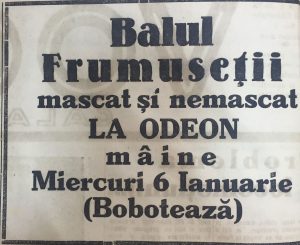 Balul
Frumuseții
mascat și nemascat
LA ODEON
mâine
Miercuri 6 Ianuarie
(Bobotează)